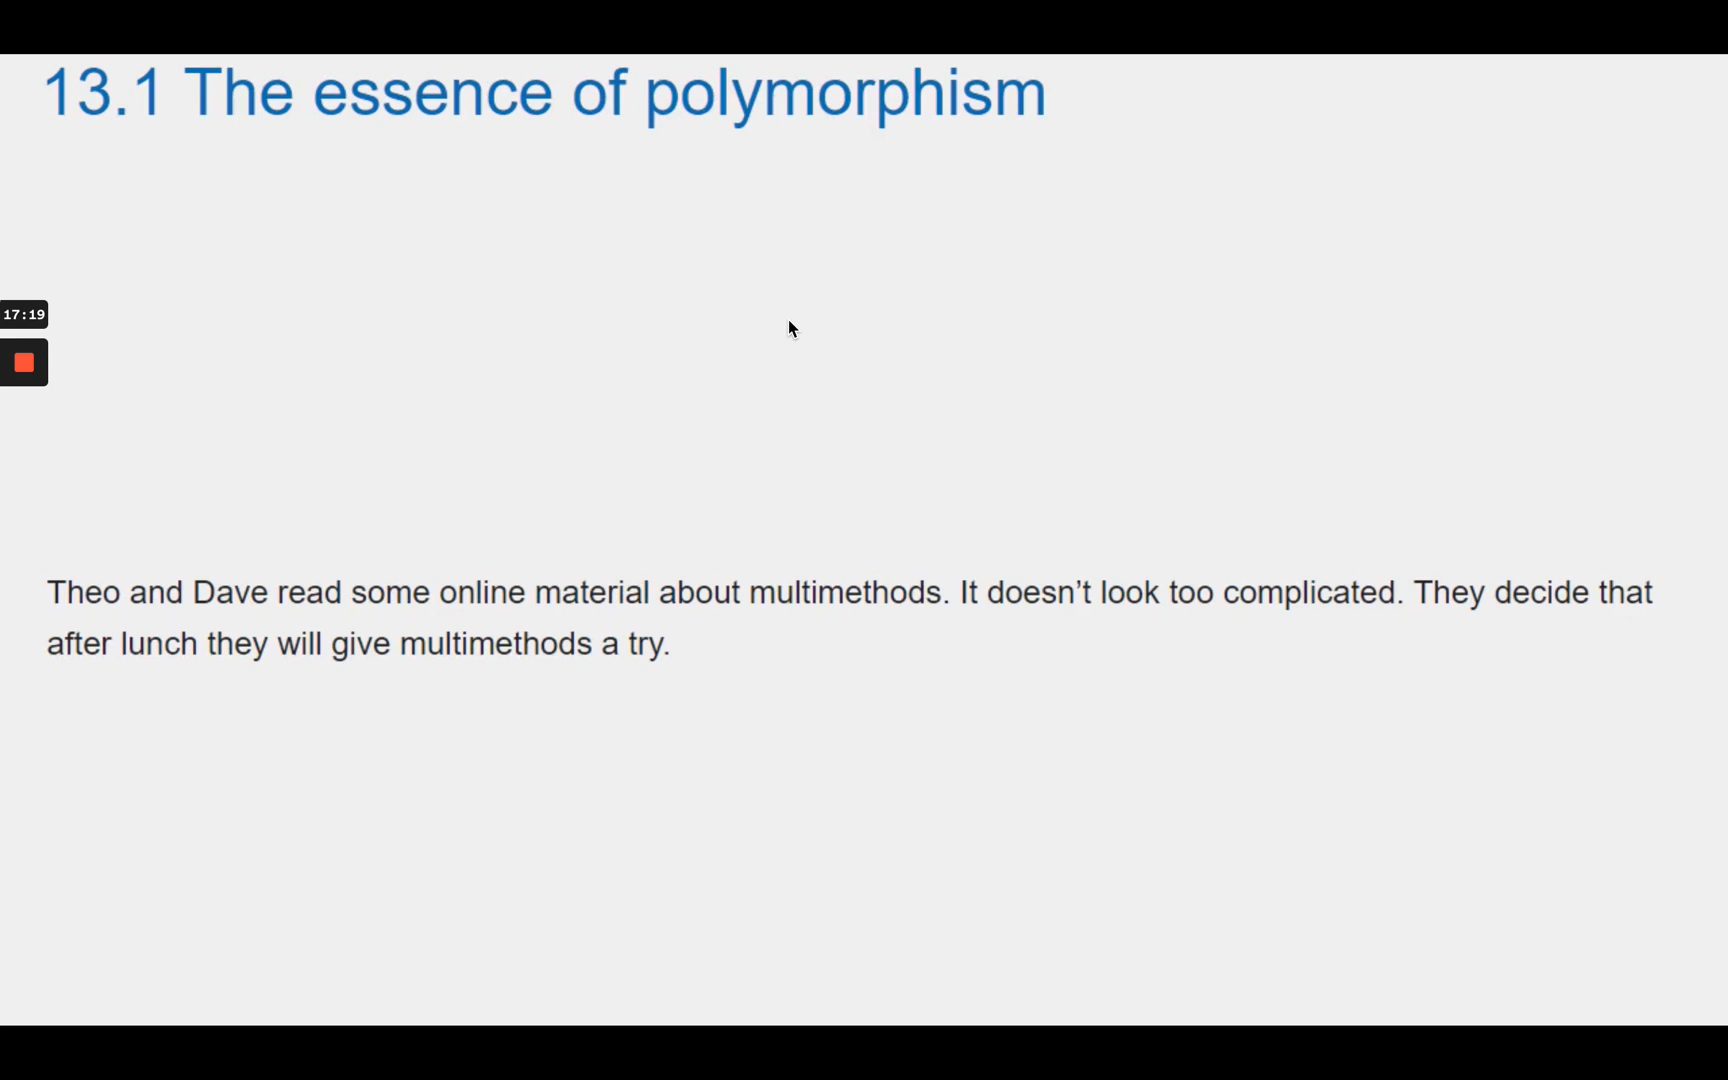 13.1 The essence of polymorphism
17:19
Theo and Dave read some online material about multimethods. It doesn’t look too complicated. They decide that
after lunch they will give multimethods a try.